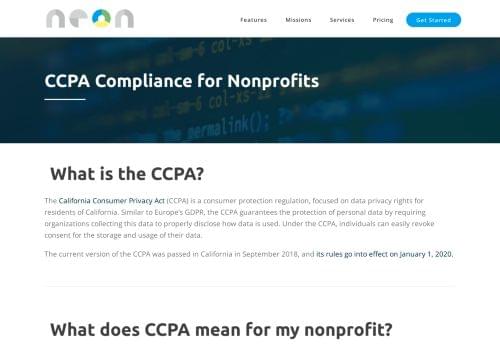 neon
Features Missions Services Pricing Get Started
CCPA Compliance for Nonprofits
What is the CCPA?
The California Consumer Privacy Act (CCPA) is a consumer protection regulation, focused on data privacy rights for
residents of California. Similar to Europe's GDPR, the CCPA guarantees the protection of personal data by requiring
organizations collecting this data to properly disclose how data is used. Under the CCPA, individuals can easily revoke
consent for the storage and usage of their data.
The current version of the CCPA was passed in California in September 2018, and its rules go into effect on January 1, 2020.
What does CCPA mean for my nonprofit?